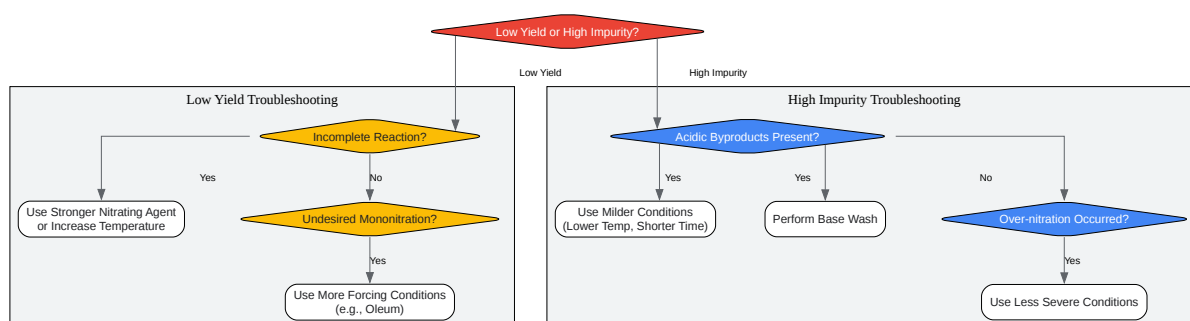 Low Yield or High Impurity?
Low Yield
High Impurity
Low Yield Troubleshooting
Incomplete Reaction?
Yes
No
Use Stronger Nitrating Agent
or Increase Temperature
Undesired Mononitration?
Yes
Use More Forcing Conditions
(e.g., Oleum)
High Impurity Troubleshooting
Acidic Byproducts Present?
Yes
Yes
No
Use Milder Conditions
(Lower Temp, Shorter Time)
Perform Base Wash
Over-nitration Occurred?
Yes
Use Less Severe Conditions